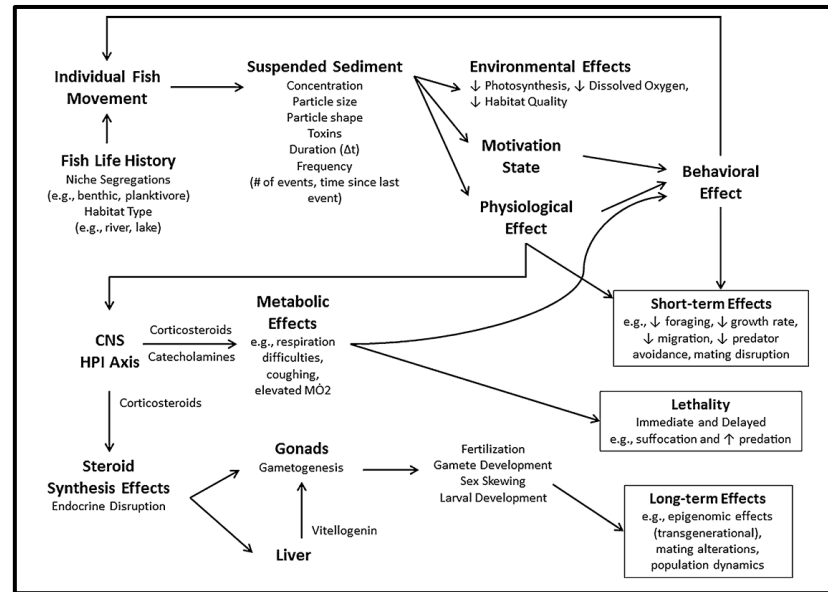 Individual Fish
Movement
Fish Life History
Niche Segregations
(e.g., benthic, planktivore)
Habitat Type
(e.g., river, lake)
Suspended Sediment
Concentration
Particle size
Particle shape
Toxins
Duration (Δt)
Frequency
(# of events, time since last
event)
Environmental Effects
↓ Photosynthesis, ↓ Dissolved Oxygen,
↓ Habitat Quality
Motivation
State
Physiological
Effect
Behavioral
Effect
Short-term Effects
e.g., ↓ foraging, ↓ growth rate,
↓ migration, ↓ predator
avoidance, mating disruption
CNS
HPI Axis
Corticosteroids
Catecholamines
Metabolic
Effects
e.g., respiration
difficulties,
coughing,
elevated MȮ2
Lethality
Immediate and Delayed
e.g., suffocation and ↑ predation
Corticosteroids
Steroid
Synthesis Effects
Endocrine Disruption
Gonads
Gametogenesis
Vitellogenin
Liver
Fertilization
Gamete Development
Sex Skewing
Larval Development
Long-term Effects
e.g., epigenomic effects
(transgenerational),
mating alterations,
population dynamics